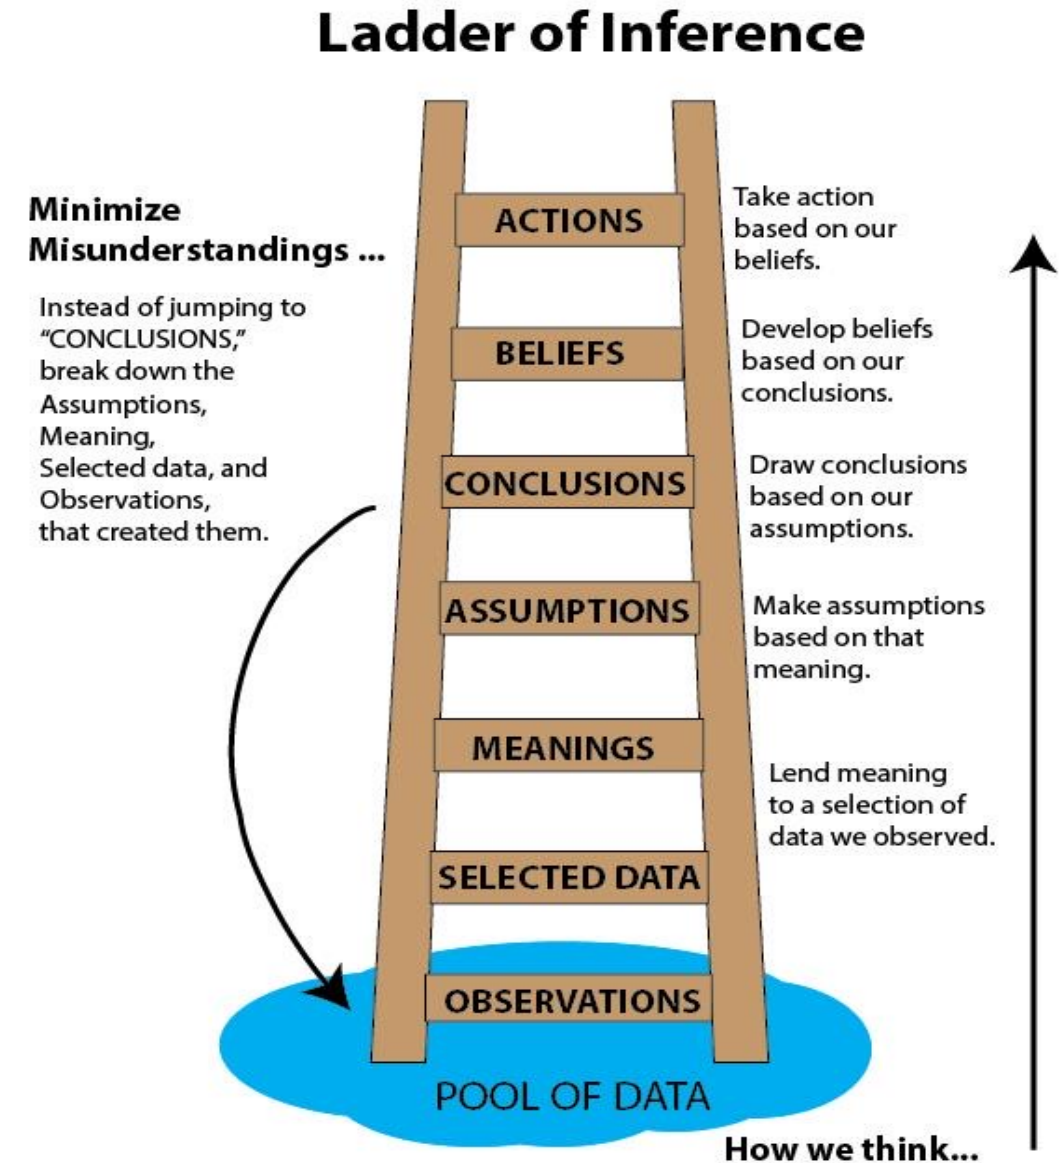 Ladder of Inference
Minimize
Misunderstandings ...
Instead of jumping to
“CONCLUSIONS,”
break down the
Assumptions,
Meaning,
Selected data, and
Observations,
that created them.
ACTIONS
Take action
based on our
beliefs.
BELIEFS
Develop beliefs
based on our
conclusions.
CONCLUSIONS
Draw conclusions
based on our
assumptions.
ASSUMPTIONS
Make assumptions
based on that
meaning.
MEANINGS
Lend meaning
to a selection of
data we observed.
SELECTED DATA
OBSERVATIONS
POOL OF DATA
How we think...